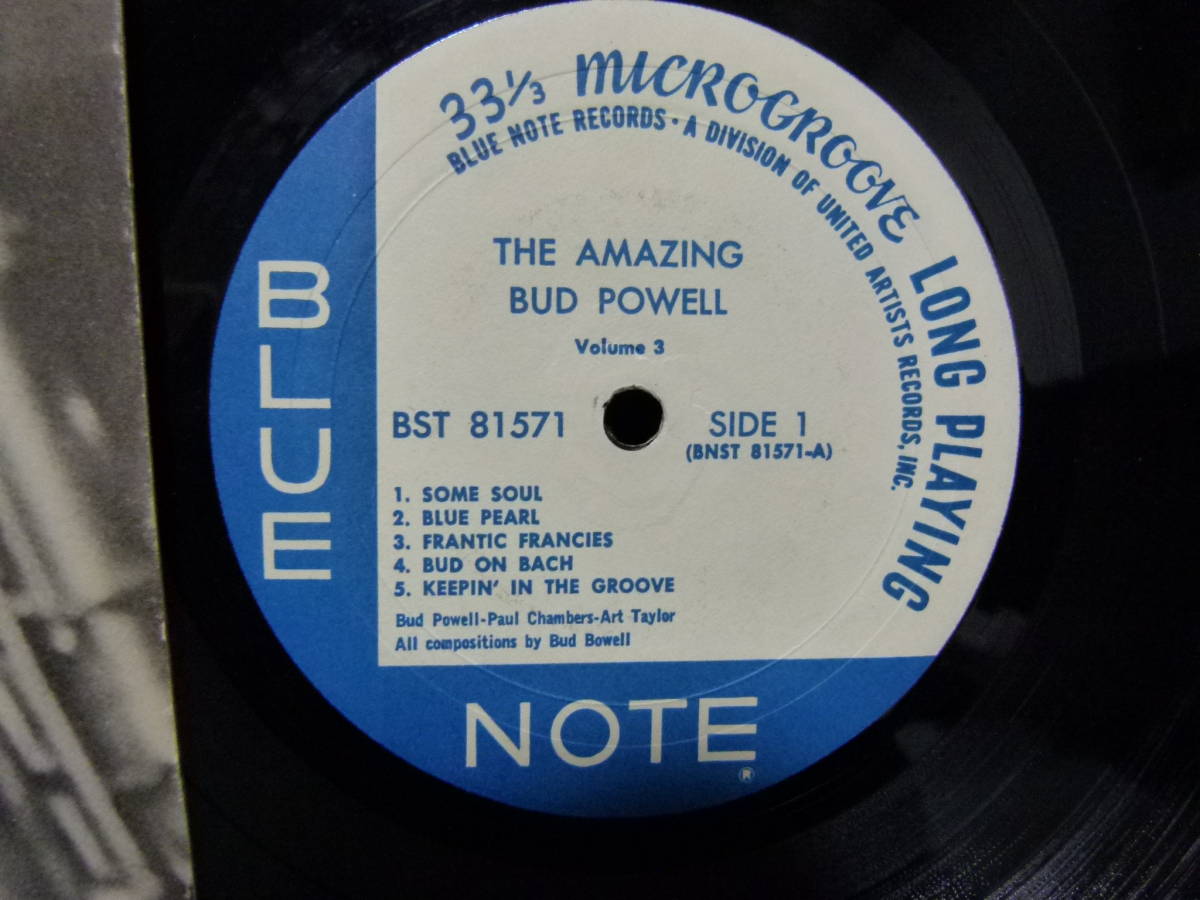 33⅓ MICROGROOVE LONG PLAYING
BLUE NOTE RECORDS · A DIVISION OF UNITED ARTISTS RECORDS, INC.
THE AMAZING
BUD POWELL
Volume 3
BST 81571
SIDE 1
(BNST 81571-A)
1. SOME SOUL
2. BLUE PEARL
3. FRANTIC FRANCIES
4. BUD ON BACH
5. KEEPIN' IN THE GROOVE
Bud Powell-Paul Chambers-Art Taylor
All compositions by Bud Bowell
BLUE
NOTE
®